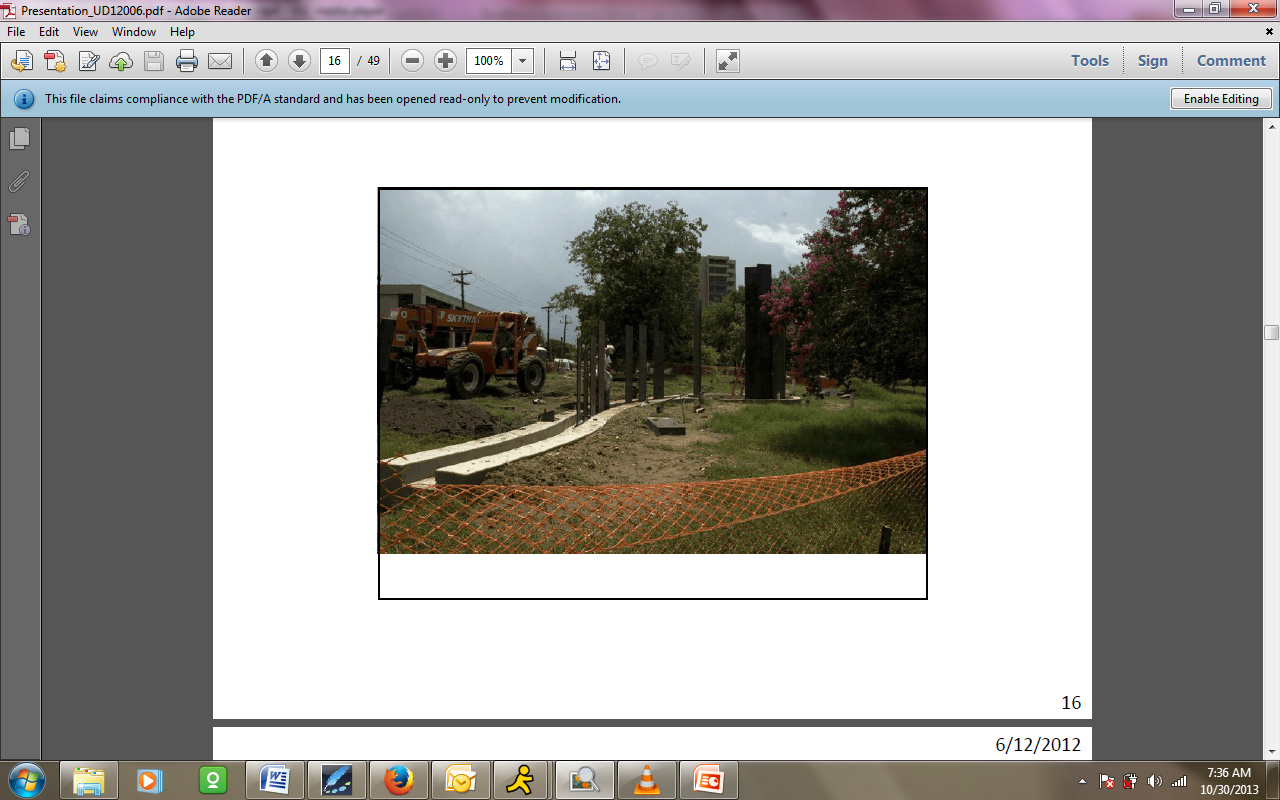 Presentation_UD12006.pdf - Adobe Reader
File Edit View Window Help
16 / 49 100% Tools Sign Comment
This file claims compliance with the PDF/A standard and has been opened read-only to prevent modification. Enable Editing
SKYTRA
16
6/12/2012
7:36 AM
10/30/2013